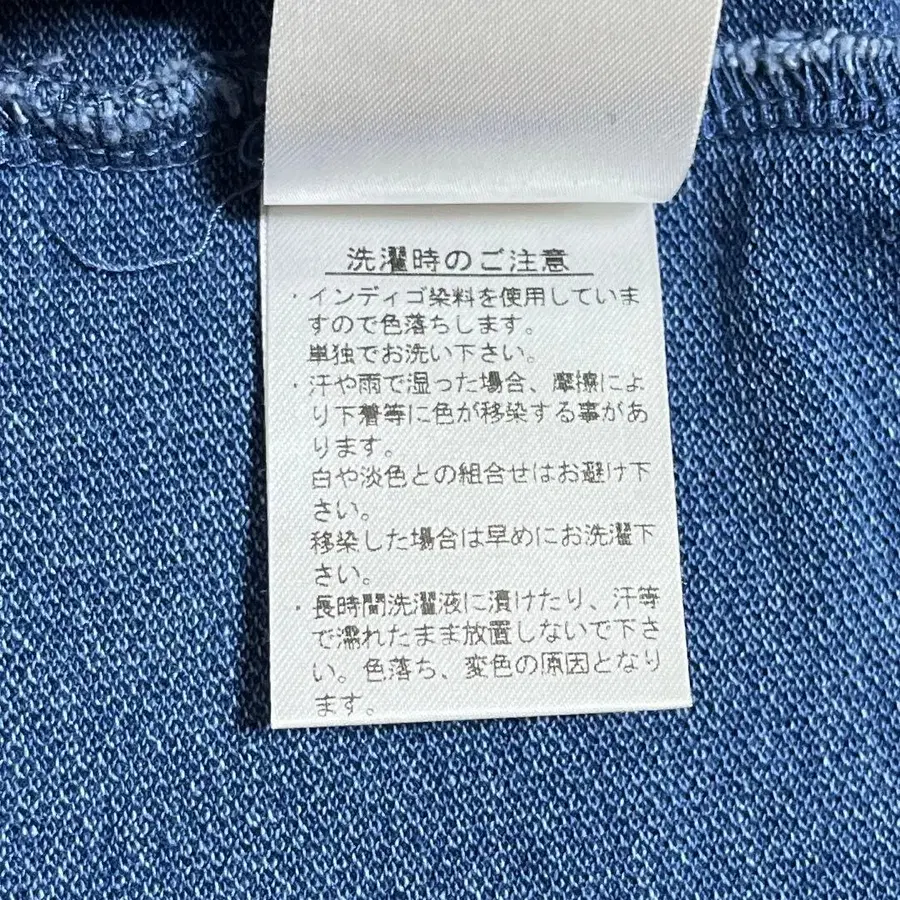 洗濯時のご注意
・インディゴ染料を使用していま
すので色落ちします。
単独でお洗い下さい。
・汗や雨で湿った場合、摩擦によ
り下着等に色が移染する事があ
ります。
白や淡色との組合せはお避け下
さい。
移染した場合は早めにお洗濯下
さい。
・長時間洗濯液に漬けたり、汗等
で濡れたまま放置しないで下さ
い。色落ち、変色の原因となり
ます。